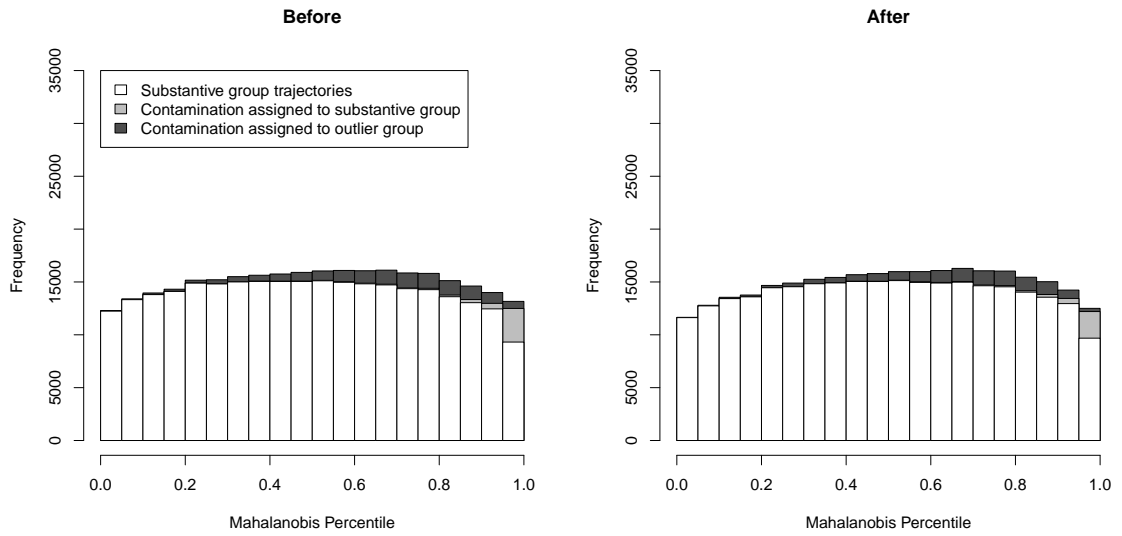 Before
35000
25000
15000
5000
0
Frequency
Substantive group trajectories
Contamination assigned to substantive group
Contamination assigned to outlier group
0.0 0.2 0.4 0.6 0.8 1.0
Mahalanobis Percentile
After
35000
25000
15000
5000
0
Frequency
0.0 0.2 0.4 0.6 0.8 1.0
Mahalanobis Percentile